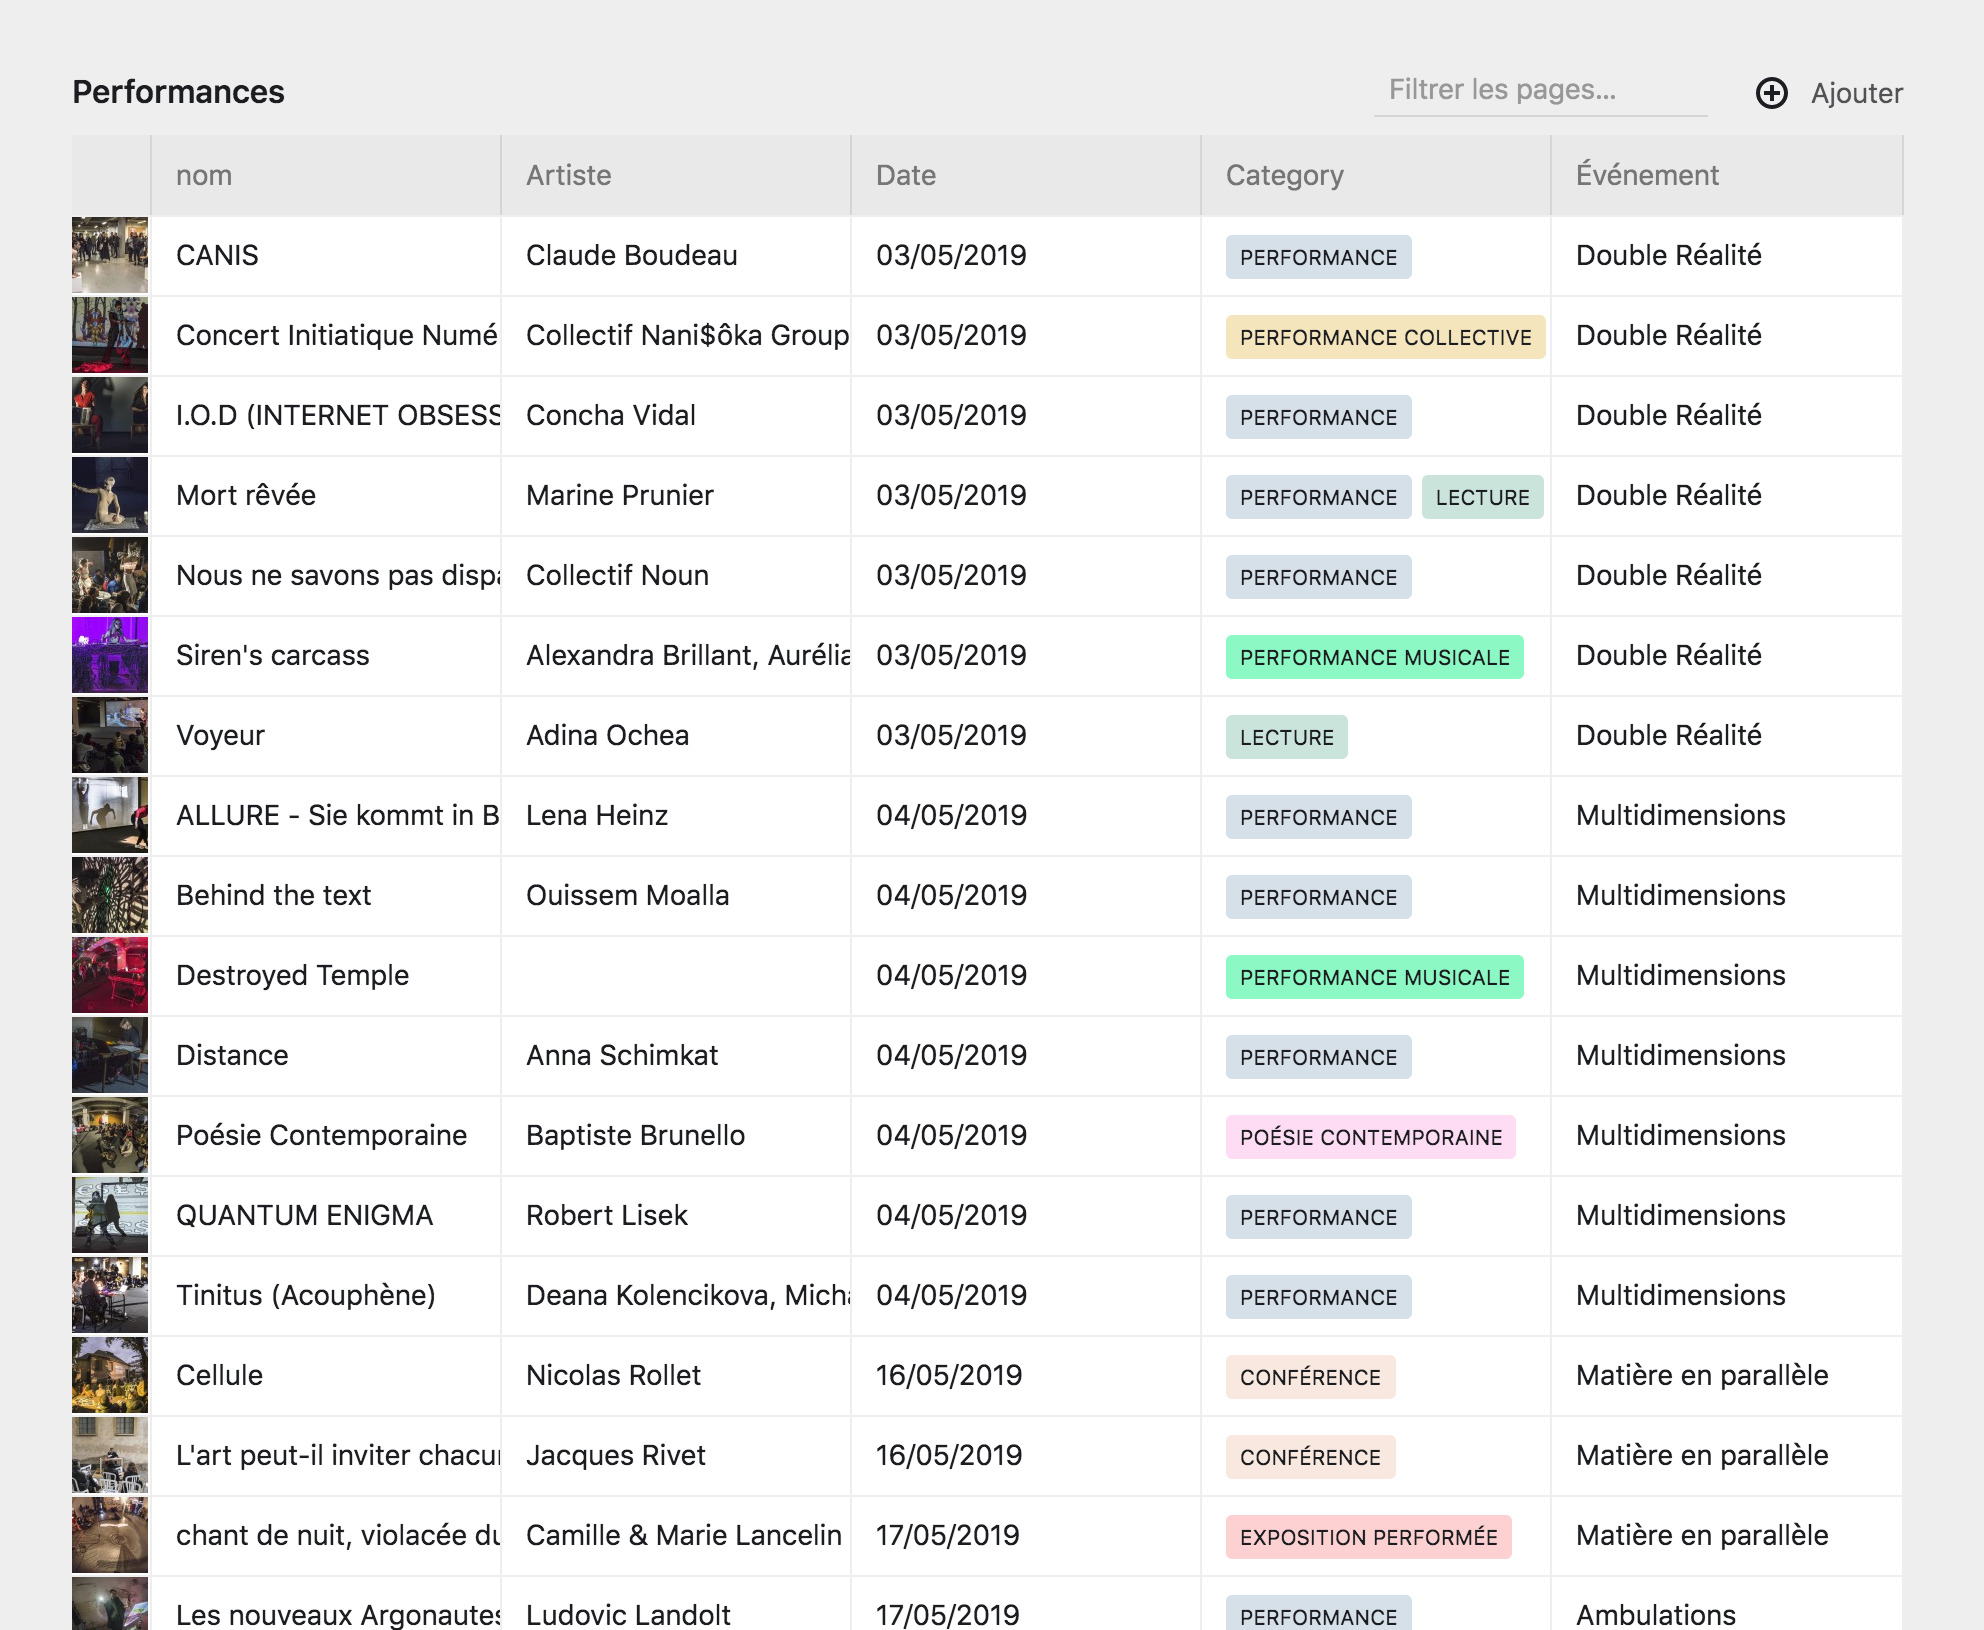 Performances
Filtrer les pages...
Ajouter
nom Artiste Date Category Événement
CANIS Claude Boudeau 03/05/2019 PERFORMANCE Double Réalité
Concert Initiatique Numé Collectif Nani$ôka Group 03/05/2019 PERFORMANCE COLLECTIVE Double Réalité
I.O.D (INTERNET OBSESS Concha Vidal 03/05/2019 PERFORMANCE Double Réalité
Mort rêvée Marine Prunier 03/05/2019 PERFORMANCE LECTURE Double Réalité
Nous ne savons pas dispa Collectif Noun 03/05/2019 PERFORMANCE Double Réalité
Siren's carcass Alexandra Brillant, Aurélia 03/05/2019 PERFORMANCE MUSICALE Double Réalité
Voyeur Adina Ochea 03/05/2019 LECTURE Double Réalité
ALLURE - Sie kommt in B Lena Heinz 04/05/2019 PERFORMANCE Multidimensions
Behind the text Ouissem Moalla 04/05/2019 PERFORMANCE Multidimensions
Destroyed Temple 04/05/2019 PERFORMANCE MUSICALE Multidimensions
Distance Anna Schimkat 04/05/2019 PERFORMANCE Multidimensions
Poésie Contemporaine Baptiste Brunello 04/05/2019 POÉSIE CONTEMPORAINE Multidimensions
QUANTUM ENIGMA Robert Lisek 04/05/2019 PERFORMANCE Multidimensions
Tinitus (Acouphène) Deana Kolencikova, Micha 04/05/2019 PERFORMANCE Multidimensions
Cellule Nicolas Rollet 16/05/2019 CONFÉRENCE Matière en parallèle
L'art peut-il inviter chacun Jacques Rivet 16/05/2019 CONFÉRENCE Matière en parallèle
chant de nuit, violacée du Camille & Marie Lancelin 17/05/2019 EXPOSITION PERFORMÉE Matière en parallèle
Les nouveaux Argonautes Ludovic Landolt 17/05/2019 PERFORMANCE Ambulations